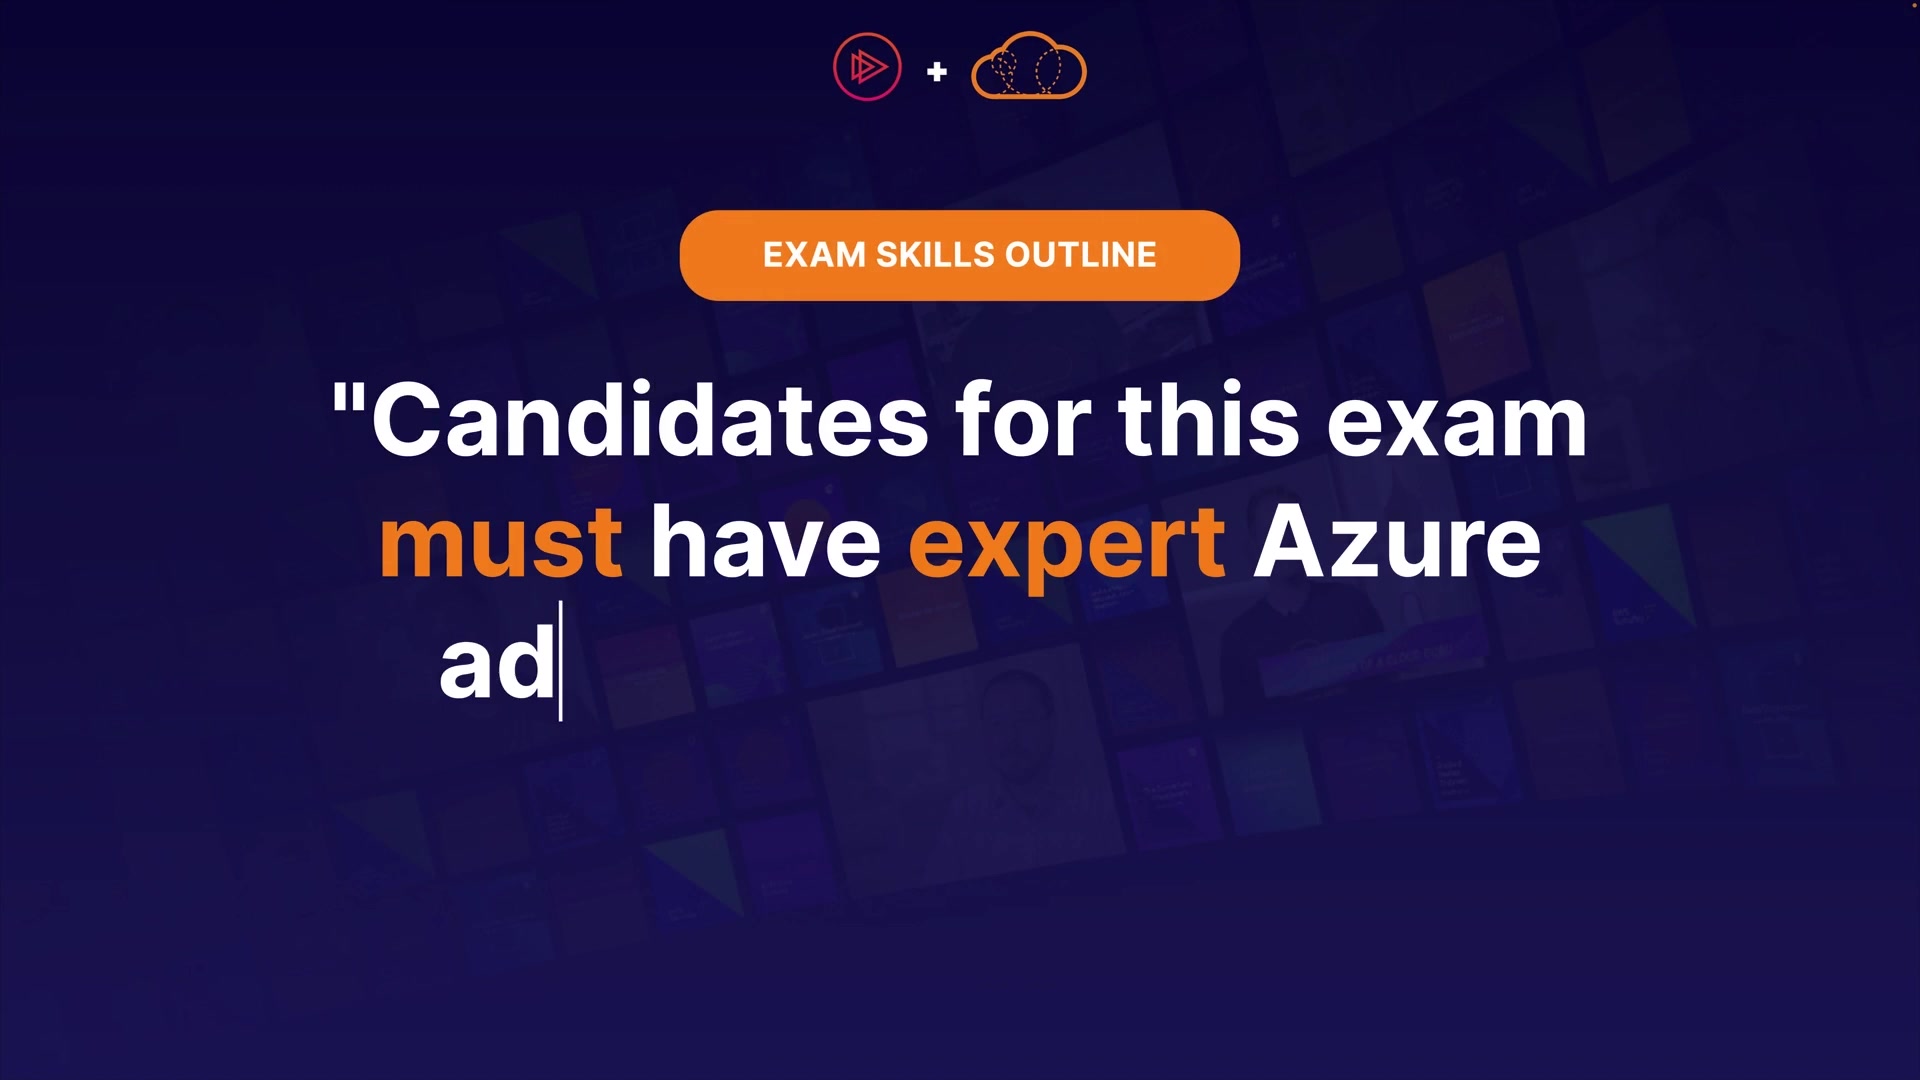 +
EXAM SKILLS OUTLINE
"Candidates for this exam
must have expert Azure
ad